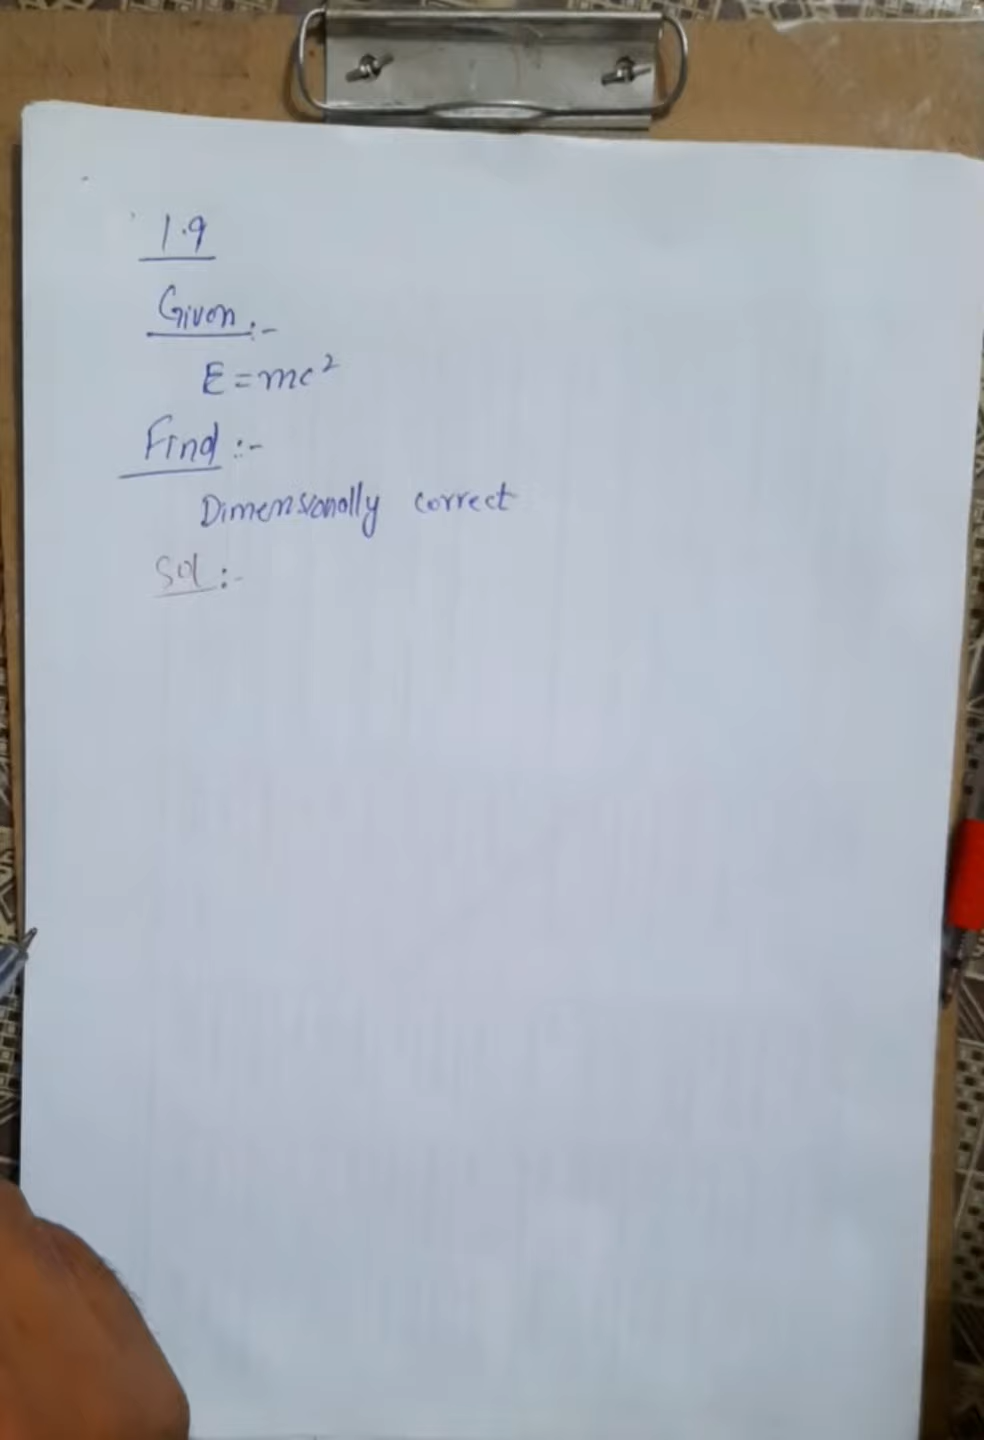 1.9
Given :-
E = mc²
Find :-
Dimensionally correct
Sol :-